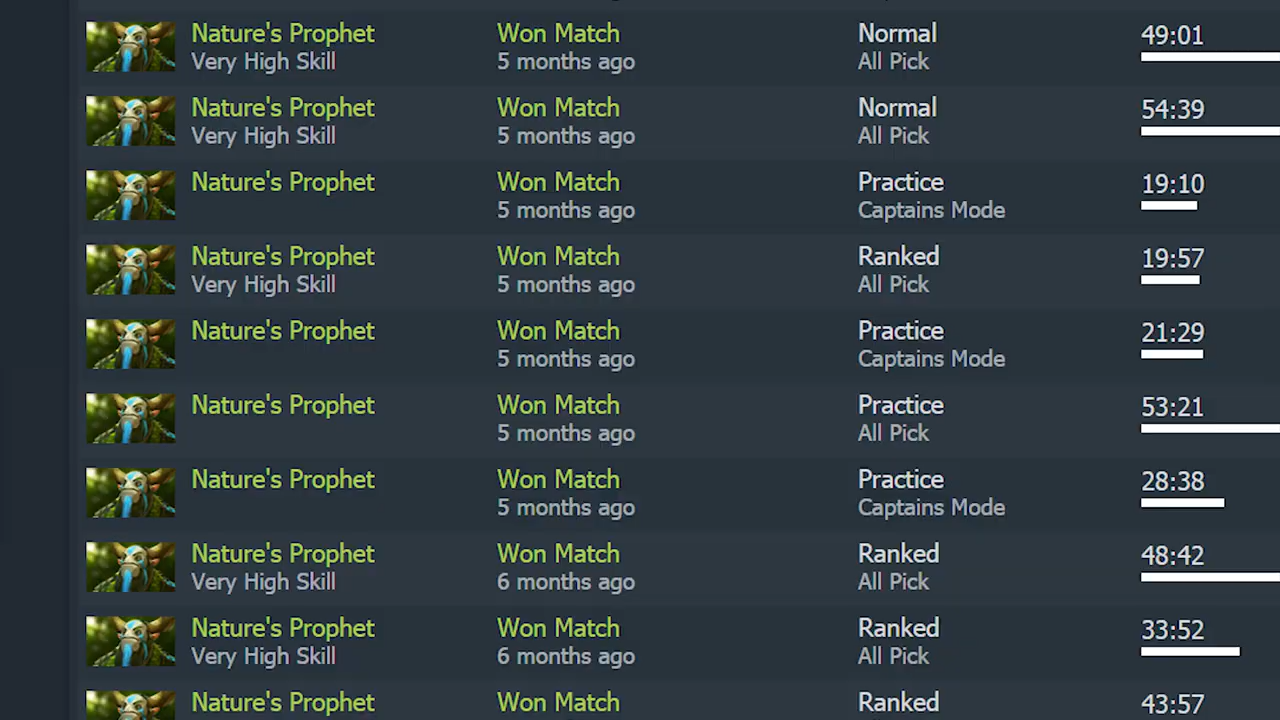 Nature's Prophet Won Match Normal 49:01
Very High Skill 5 months ago All Pick
Nature's Prophet Won Match Normal 54:39
Very High Skill 5 months ago All Pick
Nature's Prophet Won Match Practice 19:10
5 months ago Captains Mode
Nature's Prophet Won Match Ranked 19:57
Very High Skill 5 months ago All Pick
Nature's Prophet Won Match Practice 21:29
5 months ago Captains Mode
Nature's Prophet Won Match Practice 53:21
5 months ago All Pick
Nature's Prophet Won Match Practice 28:38
5 months ago Captains Mode
Nature's Prophet Won Match Ranked 48:42
Very High Skill 6 months ago All Pick
Nature's Prophet Won Match Ranked 33:52
Very High Skill 6 months ago All Pick
Nature's Prophet Won Match Ranked 43:57